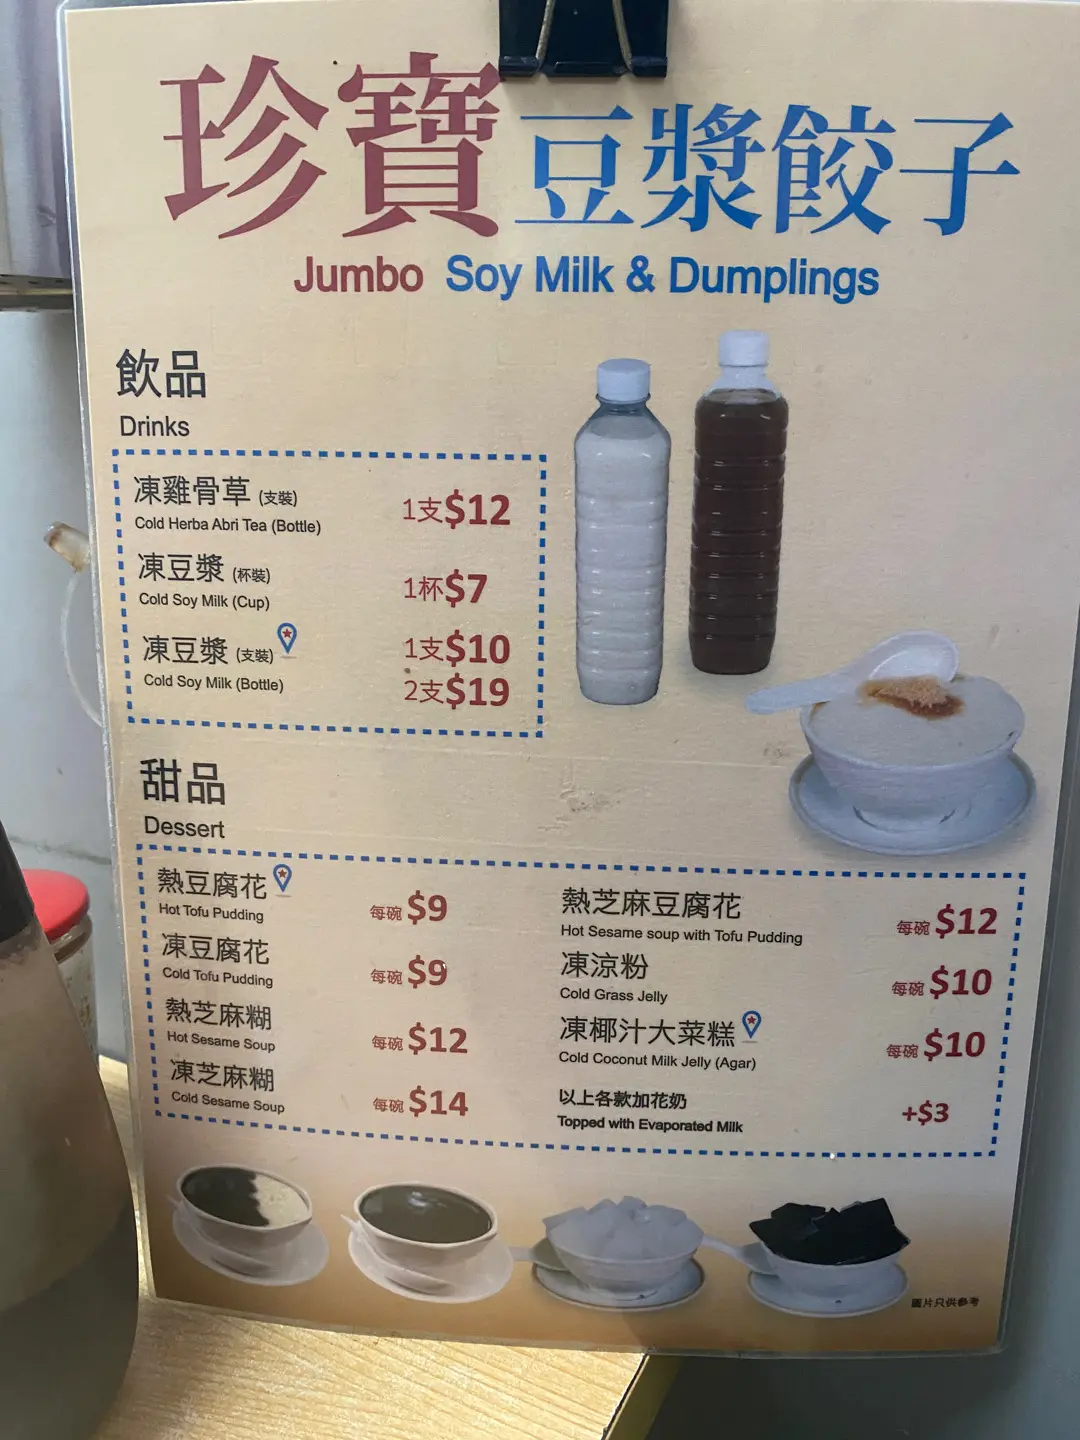 珍寶豆漿餃子
Jumbo Soy Milk & Dumplings
飲品
Drinks
凍雞骨草 (支裝) 1支$12
Cold Herba Abri Tea (Bottle)
凍豆漿 (杯裝) 1杯$7
Cold Soy Milk (Cup)
凍豆漿 (支裝) 1支$10
Cold Soy Milk (Bottle) 2支$19
甜品
Dessert
熱豆腐花 每碗 $9
Hot Tofu Pudding
凍豆腐花 每碗 $9
Cold Tofu Pudding
熱芝麻糊 每碗 $12
Hot Sesame Soup
凍芝麻糊 每碗 $14
Cold Sesame Soup
熱芝麻豆腐花 每碗 $12
Hot Sesame soup with Tofu Pudding
凍涼粉 每碗 $10
Cold Grass Jelly
凍椰汁大菜糕 每碗 $10
Cold Coconut Milk Jelly (Agar)
以上各款加花奶 +$3
Topped with Evaporated Milk
圖片只供參考